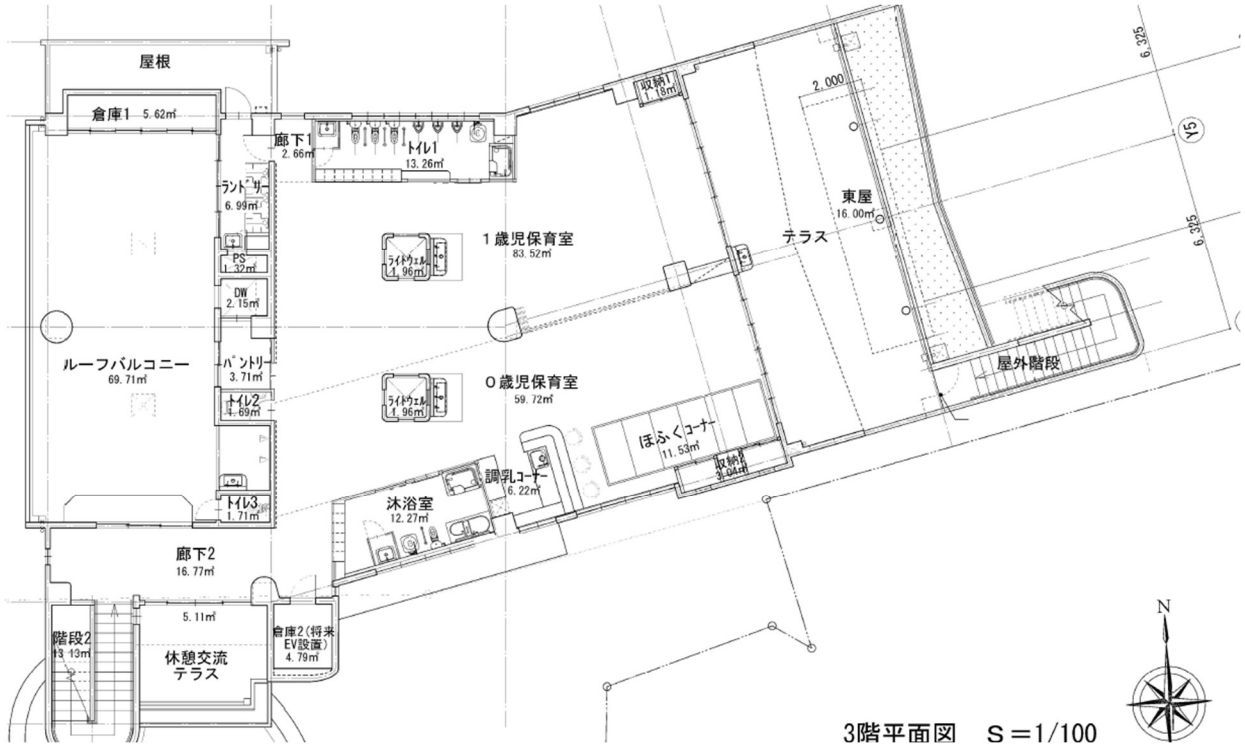 屋根
倉庫1 5.62㎡
廊下1
2.66㎡
トイレ1
13.26㎡
収納1
1.18㎡
2.000
6.325
Y5
ランドリー
6.99㎡
東屋
16.00㎡
テラス
6.325
1歳児保育室
83.52㎡
ライトウェル
1.96㎡
PS
1.32㎡
DW
2.15㎡
ルーフバルコニー
69.71㎡
パントリー
3.71㎡
屋外階段
0歳児保育室
59.72㎡
ライトウェル
1.96㎡
トイレ2
1.69㎡
ほふくコーナー
11.53㎡
収納2
3.04㎡
調乳コーナー
6.22㎡
沐浴室
12.27㎡
トイレ3
1.71㎡
廊下2
16.77㎡
5.11㎡
階段2
13.13㎡
休憩交流
テラス
倉庫2(将来
EV設置)
4.79㎡
N
3階平面図 S=1/100